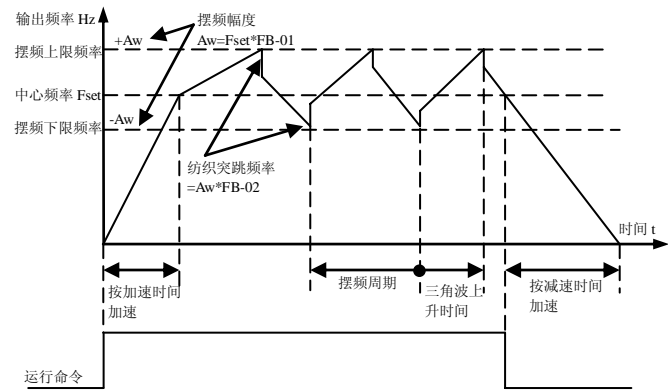 输出频率 Hz
摆频幅度
+Aw
Aw=Fset*FB-01
摆频上限频率
中心频率 Fset
-Aw
摆频下限频率
纺织突跳频率
=Aw*FB-02
时间 t
按加速时间
加速
摆频周期
三角波上
升时间
按减速时间
加速
运行命令